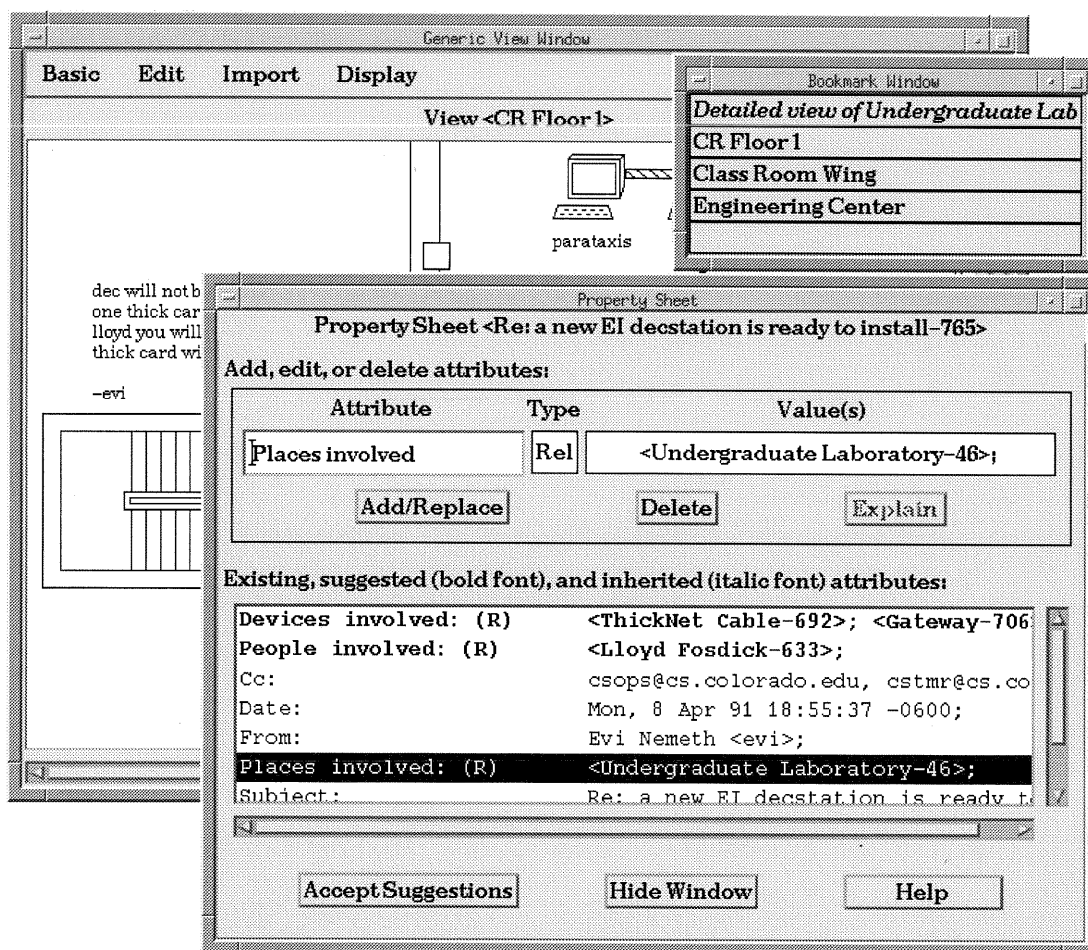 Generic View Window
Basic Edit Import Display
View <CR Floor 1>
Bookmark Window
Detailed view of Undergraduate Lab
CR Floor 1
Class Room Wing
Engineering Center
parataxis
dec will not b
one thick car
lloyd you will
thick card wi
-evi
Property Sheet
Property Sheet <Re: a new EI decstation is ready to install-765>
Add, edit, or delete attributes:
Attribute Type Value(s)
Places involved Rel <Undergraduate Laboratory-46>;
Add/Replace Delete Explain
Existing, suggested (bold font), and inherited (italic font) attributes:
Devices involved: (R) <ThickNet Cable-692>; <Gateway-706
People involved: (R) <Lloyd Fosdick-633>;
Cc: csops@cs.colorado.edu, cstmr@cs.co
Date: Mon, 8 Apr 91 18:55:37 -0600;
From: Evi Nemeth <evi>;
Places involved: (R) <Undergraduate Laboratory-46>;
Subject: Re: a new EI decstation is ready t
Accept Suggestions Hide Window Help